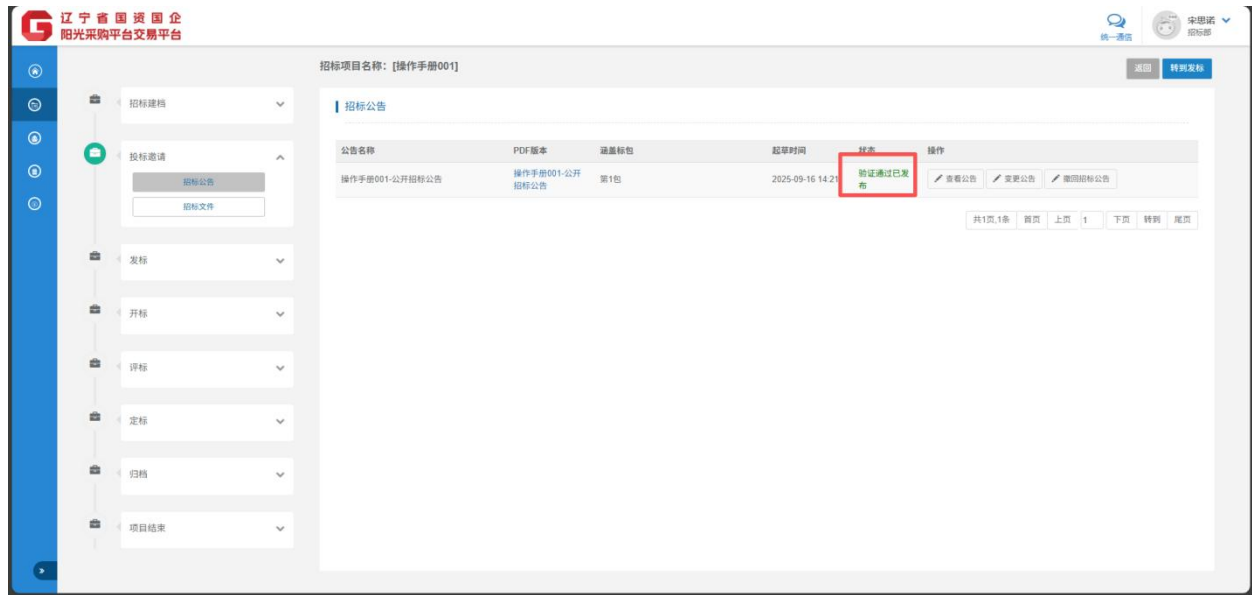 辽宁省国资国企
阳光采购平台交易平台
统一通信
宋思诺
招标部
招标项目名称：[操作手册001]
返回
转到发标
招标建档
投标邀请
招标公告
招标文件
发标
开标
评标
定标
归档
项目结束
招标公告
公告名称 PDF版本 涵盖标包 起草时间 状态 操作
操作手册001-公开招标公告
操作手册001-公开
招标公告
第1包
2025-09-16 14:21
验证通过已发
布
查看公告 变更公告 撤回招标公告
共1页,1条 首页 上页 1 下页 转到 尾页